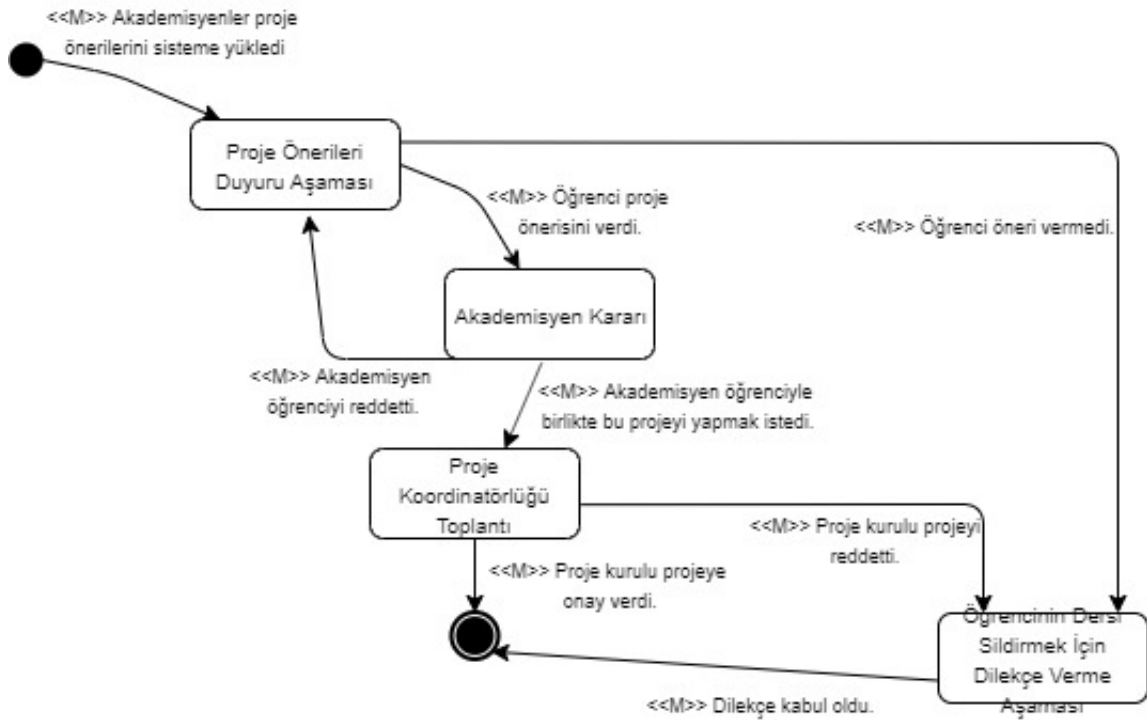 <<M>> Akademisyenler proje
önerilerini sisteme yükledi
Proje Önerileri
Duyuru Aşaması
<<M>> Öğrenci proje
önerisini verdi.
<<M>> Öğrenci öneri vermedi.
Akademisyen Kararı
<<M>> Akademisyen
öğrenciyi reddetti.
<<M>> Akademisyen öğrenciyle
birlikte bu projeyi yapmak istedi.
Proje
Koordinatörlüğü
Toplantı
<<M>> Proje kurulu projeyi
reddetti.
<<M>> Proje kurulu projeye
onay verdi.
Öğrencinin Dersi
Sildirmek İçin
Dilekçe Verme
Aşaması
<<M>> Dilekçe kabul oldu.